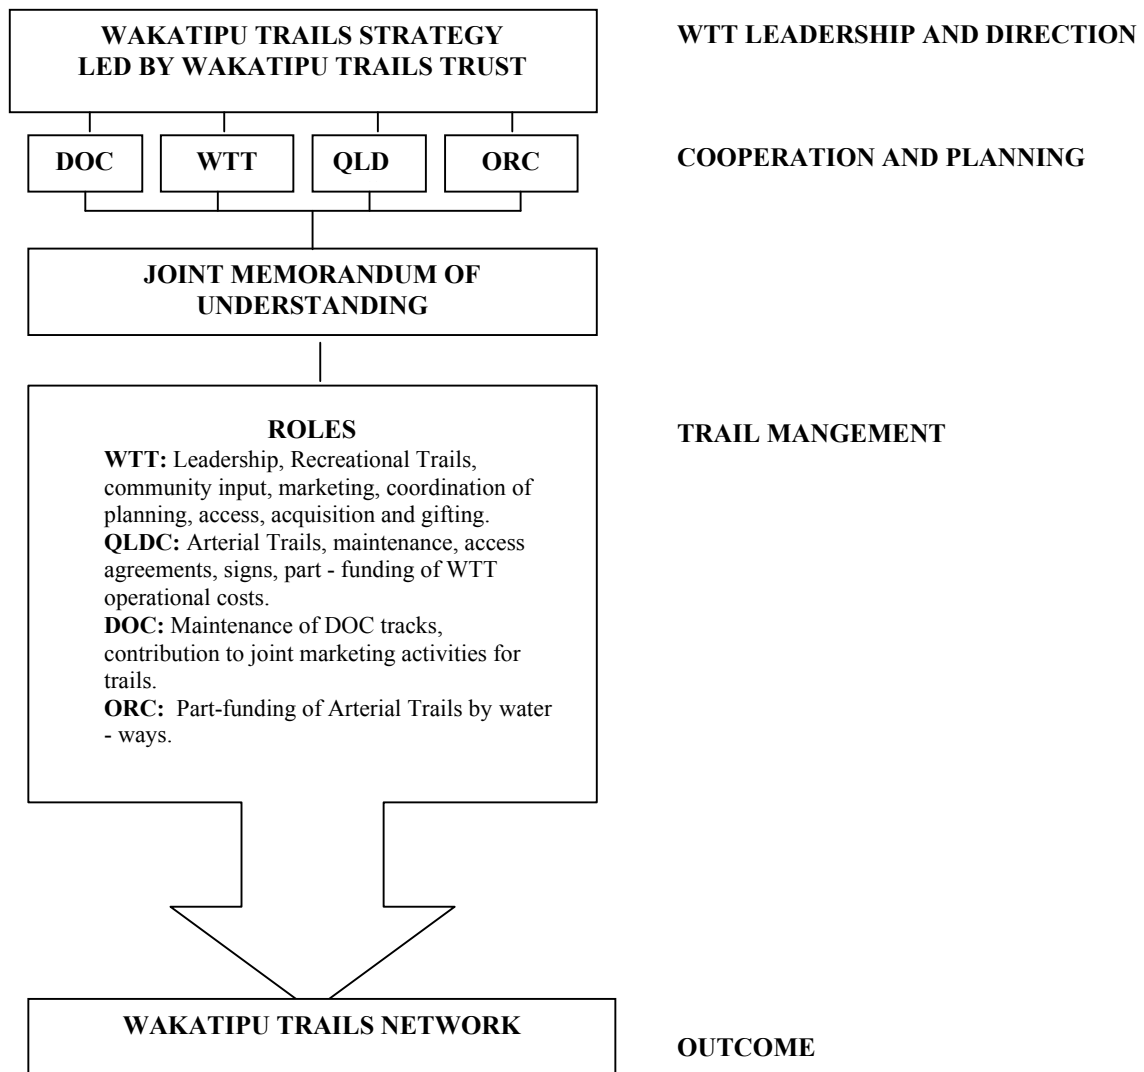 WAKATIPU TRAILS STRATEGY
LED BY WAKATIPU TRAILS TRUST
WTT LEADERSHIP AND DIRECTION
DOC
WTT
QLD
ORC
COOPERATION AND PLANNING
JOINT MEMORANDUM OF
UNDERSTANDING
ROLES
TRAIL MANGEMENT
WTT: Leadership, Recreational Trails,
community input, marketing, coordination of
planning, access, acquisition and gifting.
QLDC: Arterial Trails, maintenance, access
agreements, signs, part - funding of WTT
operational costs.
DOC: Maintenance of DOC tracks,
contribution to joint marketing activities for
trails.
ORC:  Part-funding of Arterial Trails by water
- ways.
WAKATIPU TRAILS NETWORK
OUTCOME